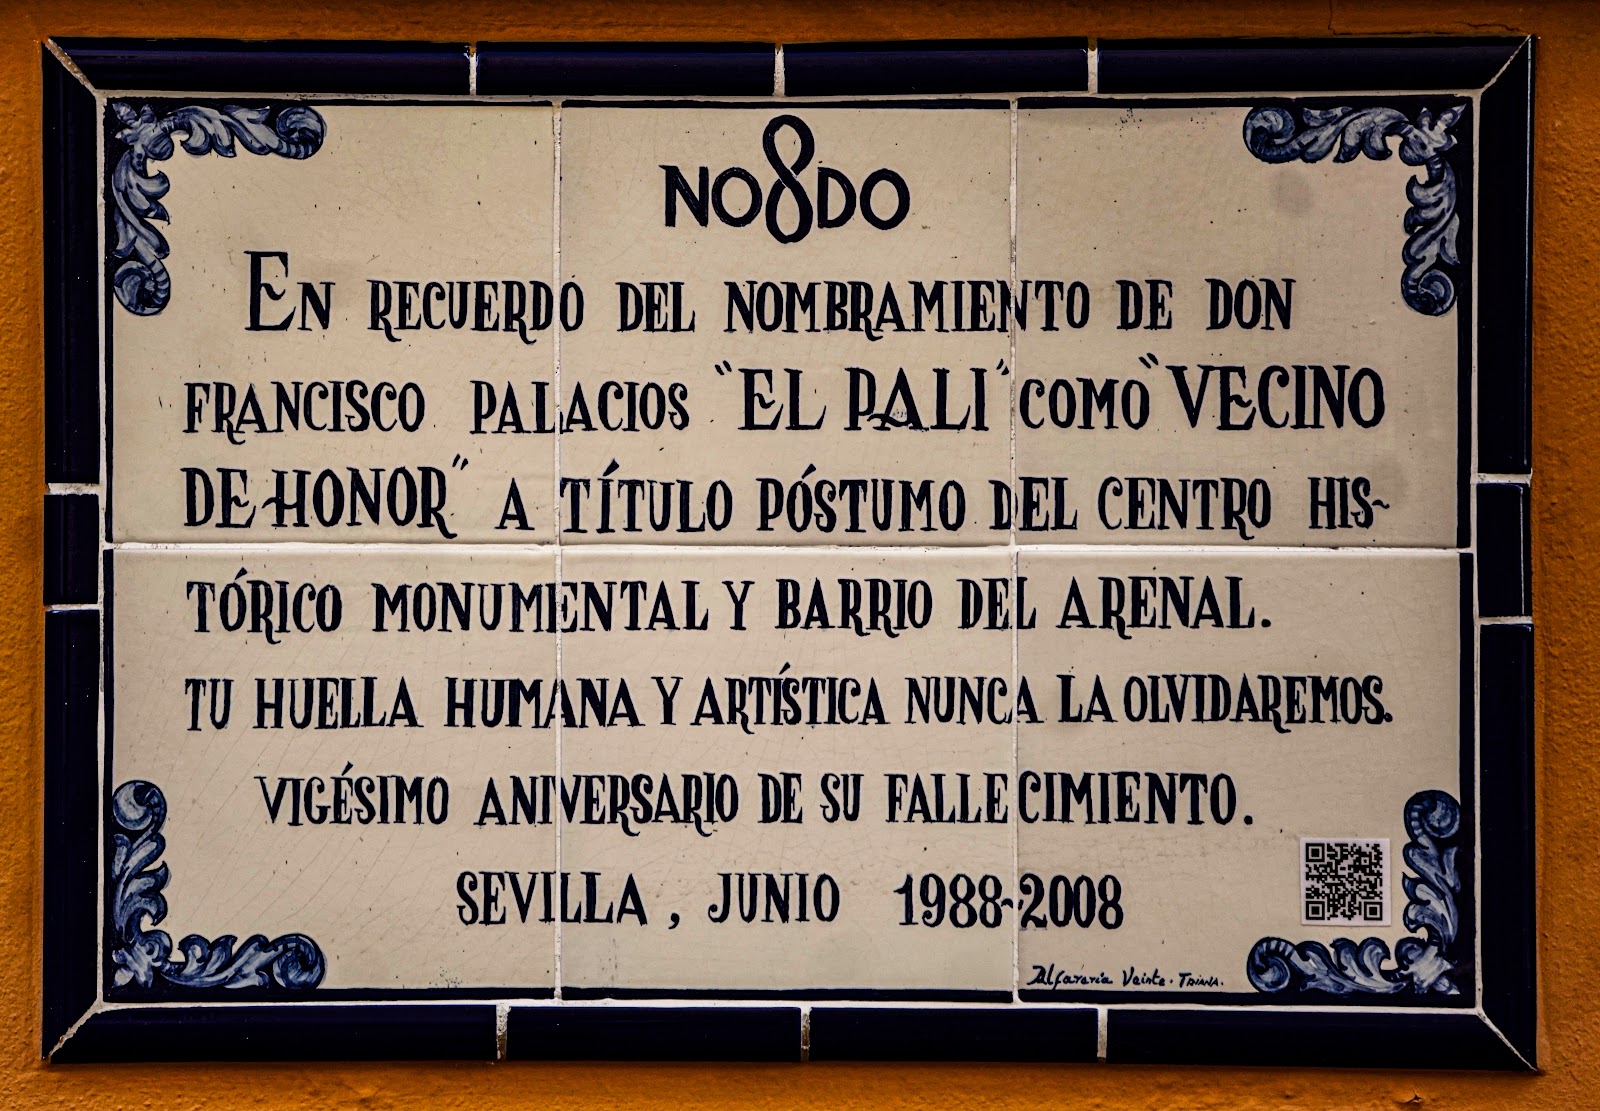 NO8DO
EN RECUERDO DEL NOMBRAMIENTO DE DON
FRANCISCO PALACIOS "EL PALI" COMO "VECINO
DE HONOR" A TÍTULO PÓSTUMO DEL CENTRO HIS-
TÓRICO MONUMENTAL Y BARRIO DEL ARENAL.
TU HUELLA HUMANA Y ARTÍSTICA NUNCA LA OLVIDAREMOS.
VIGÉSIMO ANIVERSARIO DE SU FALLECIMIENTO.
SEVILLA, JUNIO 1988-2008
Alfarería Veinte. TRIANA.